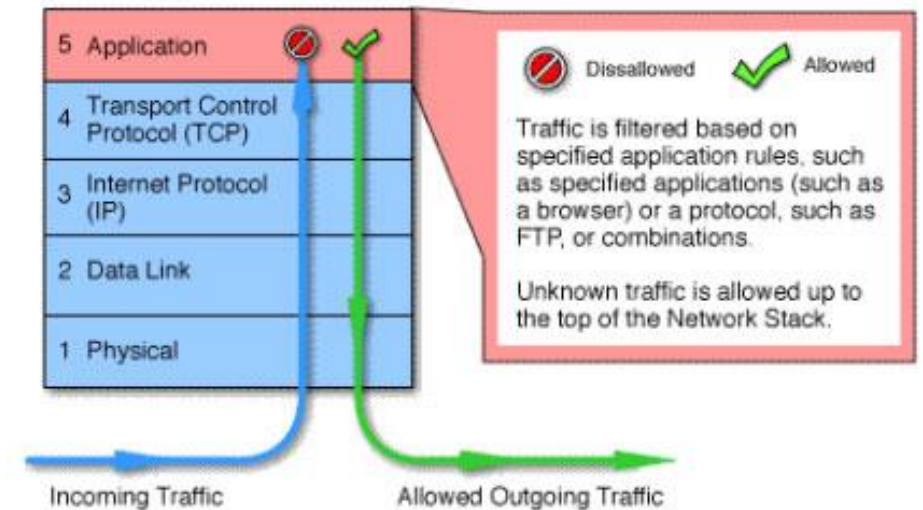 5 Application
4 Transport Control
Protocol (TCP)
3 Internet Protocol
(IP)
2 Data Link
1 Physical
Incoming Traffic
Allowed Outgoing Traffic
Dissallowed
Allowed
Traffic is filtered based on
specified application rules, such
as specified applications (such as
a browser) or a protocol, such as
FTP, or combinations.
Unknown traffic is allowed up to
the top of the Network Stack.